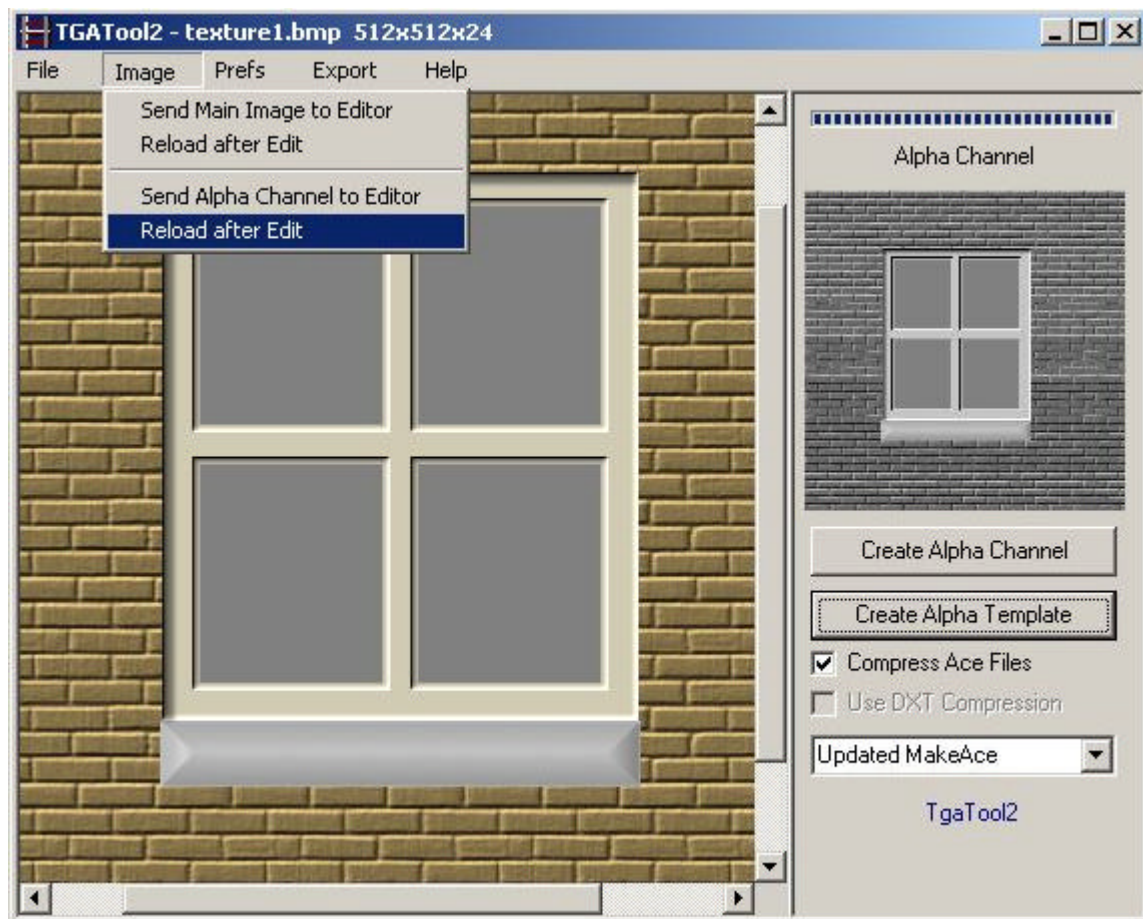 TGATool2 - texture1.bmp 512x512x24
File Image Prefs Export Help
Send Main Image to Editor
Reload after Edit
Send Alpha Channel to Editor
Reload after Edit
Alpha Channel
Create Alpha Channel
Create Alpha Template
Compress Ace Files
Use DXT Compression
Updated MakeAce
TgaTool2